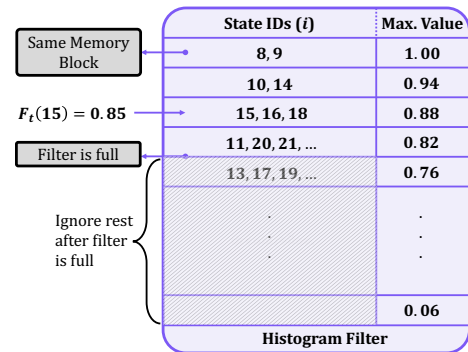 State IDs (i) Max. Value
Same Memory
Block
8, 9 1.00
10, 14 0.94
F_t(15) = 0.85 15, 16, 18 0.88
Filter is full 11, 20, 21, ... 0.82
13, 17, 19, ... 0.76
Ignore rest
after filter
is full
. .
. .
. .
0.06
Histogram Filter